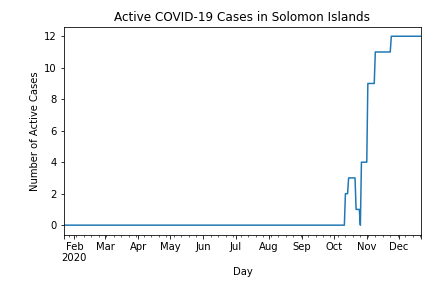 Active COVID-19 Cases in Solomon Islands
Number of Active Cases
12
10
8
6
4
2
0
Feb Mar Apr May Jun Jul Aug Sep Oct Nov Dec
2020
Day